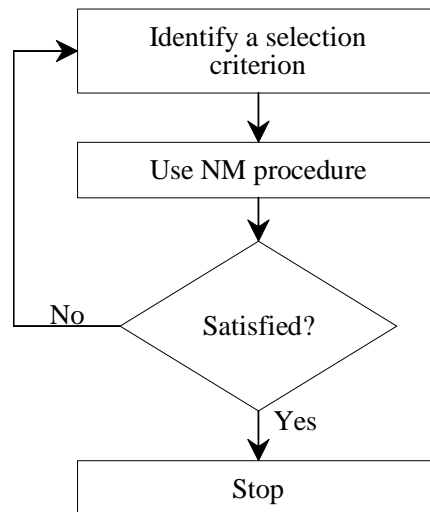 Identify a selection
criterion
Use NM procedure
Satisfied?
No
Yes
Stop